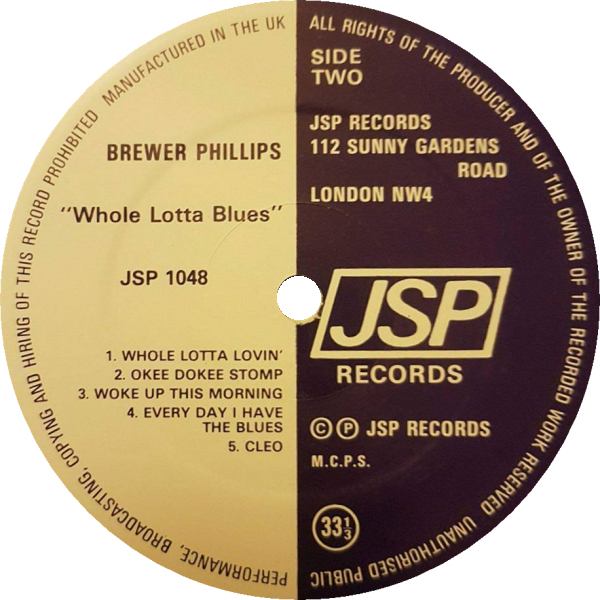 MANUFACTURED IN THE UK
ALL RIGHTS OF THE PRODUCER AND OF THE OWNER OF THE RECORDED WORK RESERVED
UNAUTHORISED PUBLIC
PERFORMANCE, BROADCASTING, COPYING AND HIRING OF THIS RECORD PROHIBITED
BREWER PHILLIPS
"Whole Lotta Blues"
JSP 1048
1. WHOLE LOTTA LOVIN'
2. OKEE DOKEE STOMP
3. WOKE UP THIS MORNING
4. EVERY DAY I HAVE
THE BLUES
5. CLEO
SIDE
TWO
JSP RECORDS
112 SUNNY GARDENS
ROAD
LONDON NW4
JSP
RECORDS
© ℗ JSP RECORDS
M.C.P.S.
33 1/3